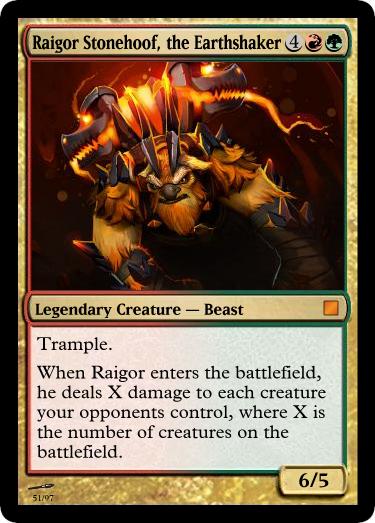 Raigor Stonehoof, the Earthshaker 4
Legendary Creature — Beast
Trample.
When Raigor enters the battlefield,
he deals X damage to each creature
your opponents control, where X is
the number of creatures on the
battlefield.
6/5
51/97